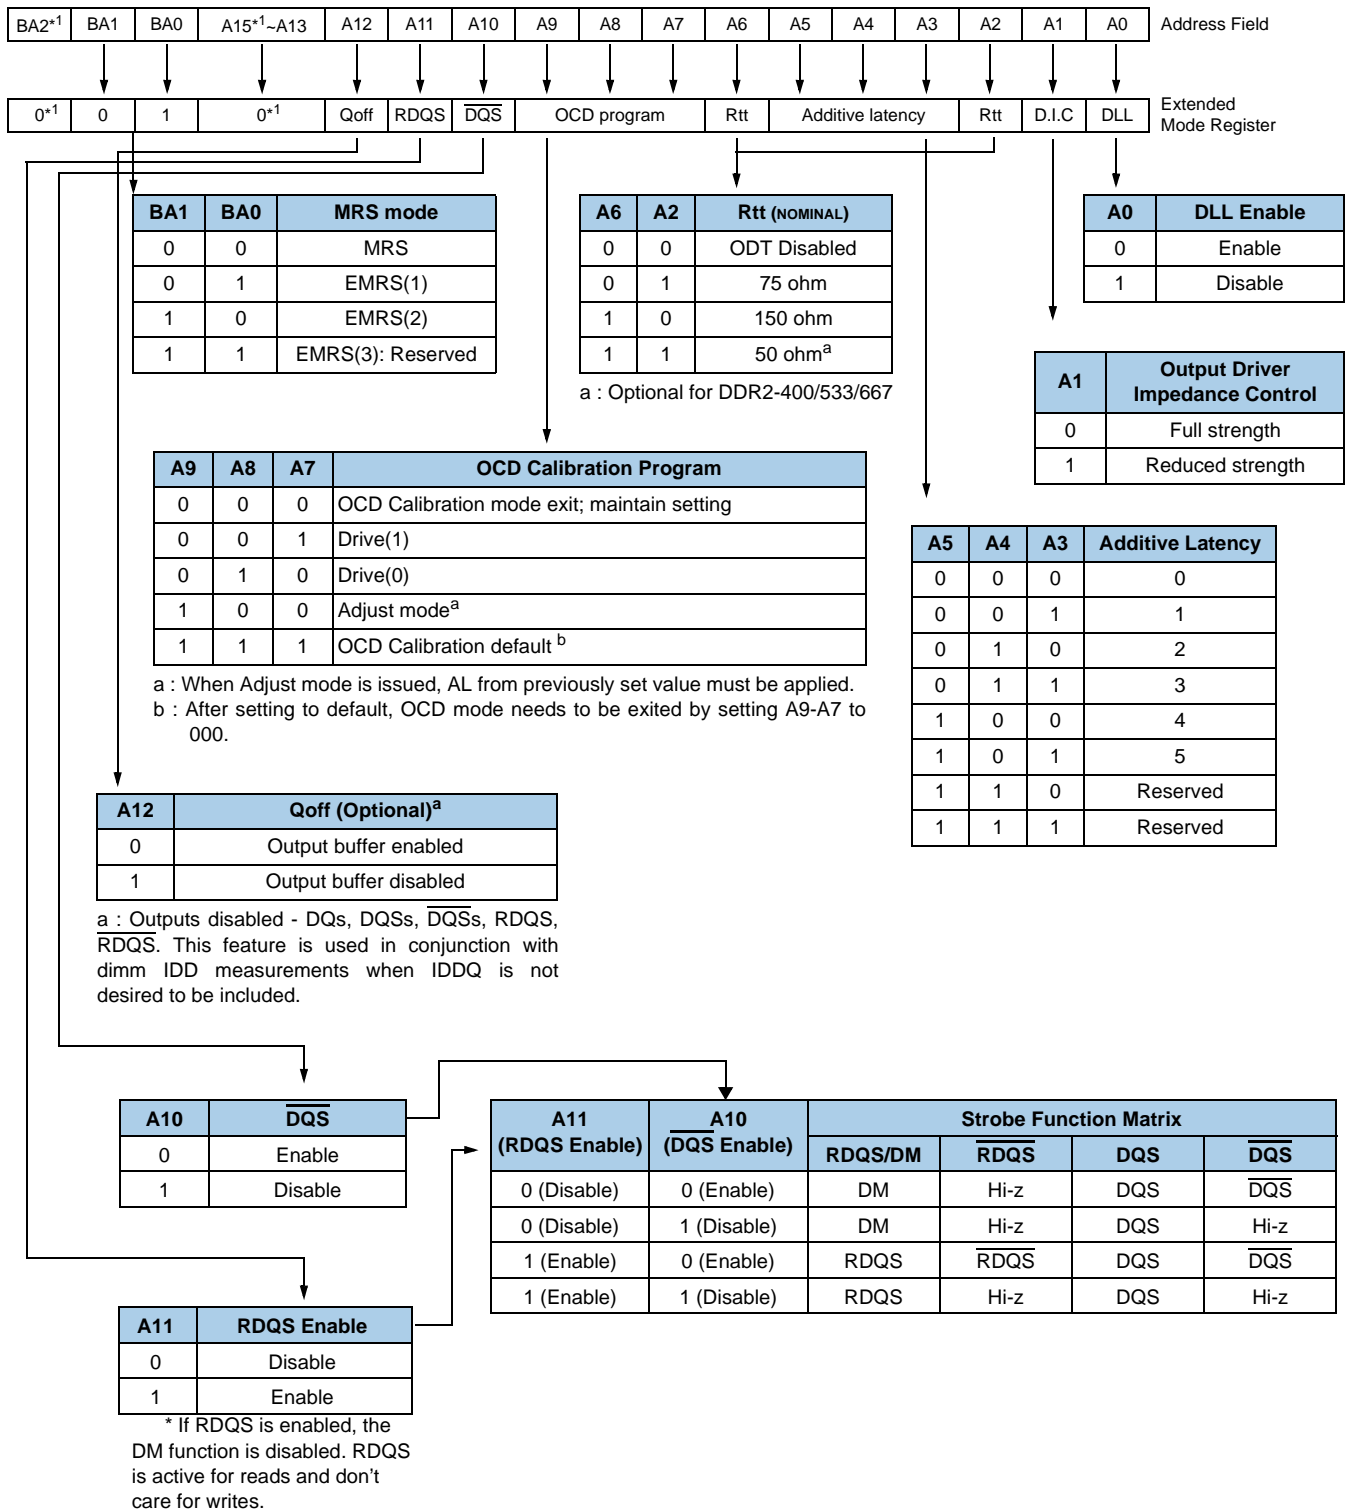 BA2*1 BA1 BA0 A15*1~A13 A12 A11 A10 A9 A8 A7 A6 A5 A4 A3 A2 A1 A0 Address Field
0*1 0 1 0*1 Qoff RDQS D̅Q̅S̅ OCD program Rtt Additive latency Rtt D.I.C DLL Extended
Mode Register
BA1 BA0 MRS mode
0 0 MRS
0 1 EMRS(1)
1 0 EMRS(2)
1 1 EMRS(3): Reserved
A6 A2 Rtt (NOMINAL)
0 0 ODT Disabled
0 1 75 ohm
1 0 150 ohm
1 1 50 ohma
a : Optional for DDR2-400/533/667
A0 DLL Enable
0 Enable
1 Disable
A1 Output Driver
Impedance Control
0 Full strength
1 Reduced strength
A9 A8 A7 OCD Calibration Program
0 0 0 OCD Calibration mode exit; maintain setting
0 0 1 Drive(1)
0 1 0 Drive(0)
1 0 0 Adjust modea
1 1 1 OCD Calibration default b
a : When Adjust mode is issued, AL from previously set value must be applied.
b : After setting to default, OCD mode needs to be exited by setting A9-A7 to
000.
A5 A4 A3 Additive Latency
0 0 0 0
0 0 1 1
0 1 0 2
0 1 1 3
1 0 0 4
1 0 1 5
1 1 0 Reserved
1 1 1 Reserved
A12 Qoff (Optional)a
0 Output buffer enabled
1 Output buffer disabled
a : Outputs disabled - DQs, DQSs, D̅Q̅S̅s, RDQS,
R̅D̅Q̅S̅. This feature is used in conjunction with
dimm IDD measurements when IDDQ is not
desired to be included.
A10 D̅Q̅S̅
0 Enable
1 Disable
A11 RDQS Enable
0 Disable
1 Enable
* If RDQS is enabled, the
DM function is disabled. RDQS
is active for reads and don't
care for writes.
A11 A10 Strobe Function Matrix
(RDQS Enable) (D̅Q̅S̅ Enable) RDQS/DM R̅D̅Q̅S̅ DQS D̅Q̅S̅
0 (Disable) 0 (Enable) DM Hi-z DQS D̅Q̅S̅
0 (Disable) 1 (Disable) DM Hi-z DQS Hi-z
1 (Enable) 0 (Enable) RDQS R̅D̅Q̅S̅ DQS D̅Q̅S̅
1 (Enable) 1 (Disable) RDQS Hi-z DQS Hi-z